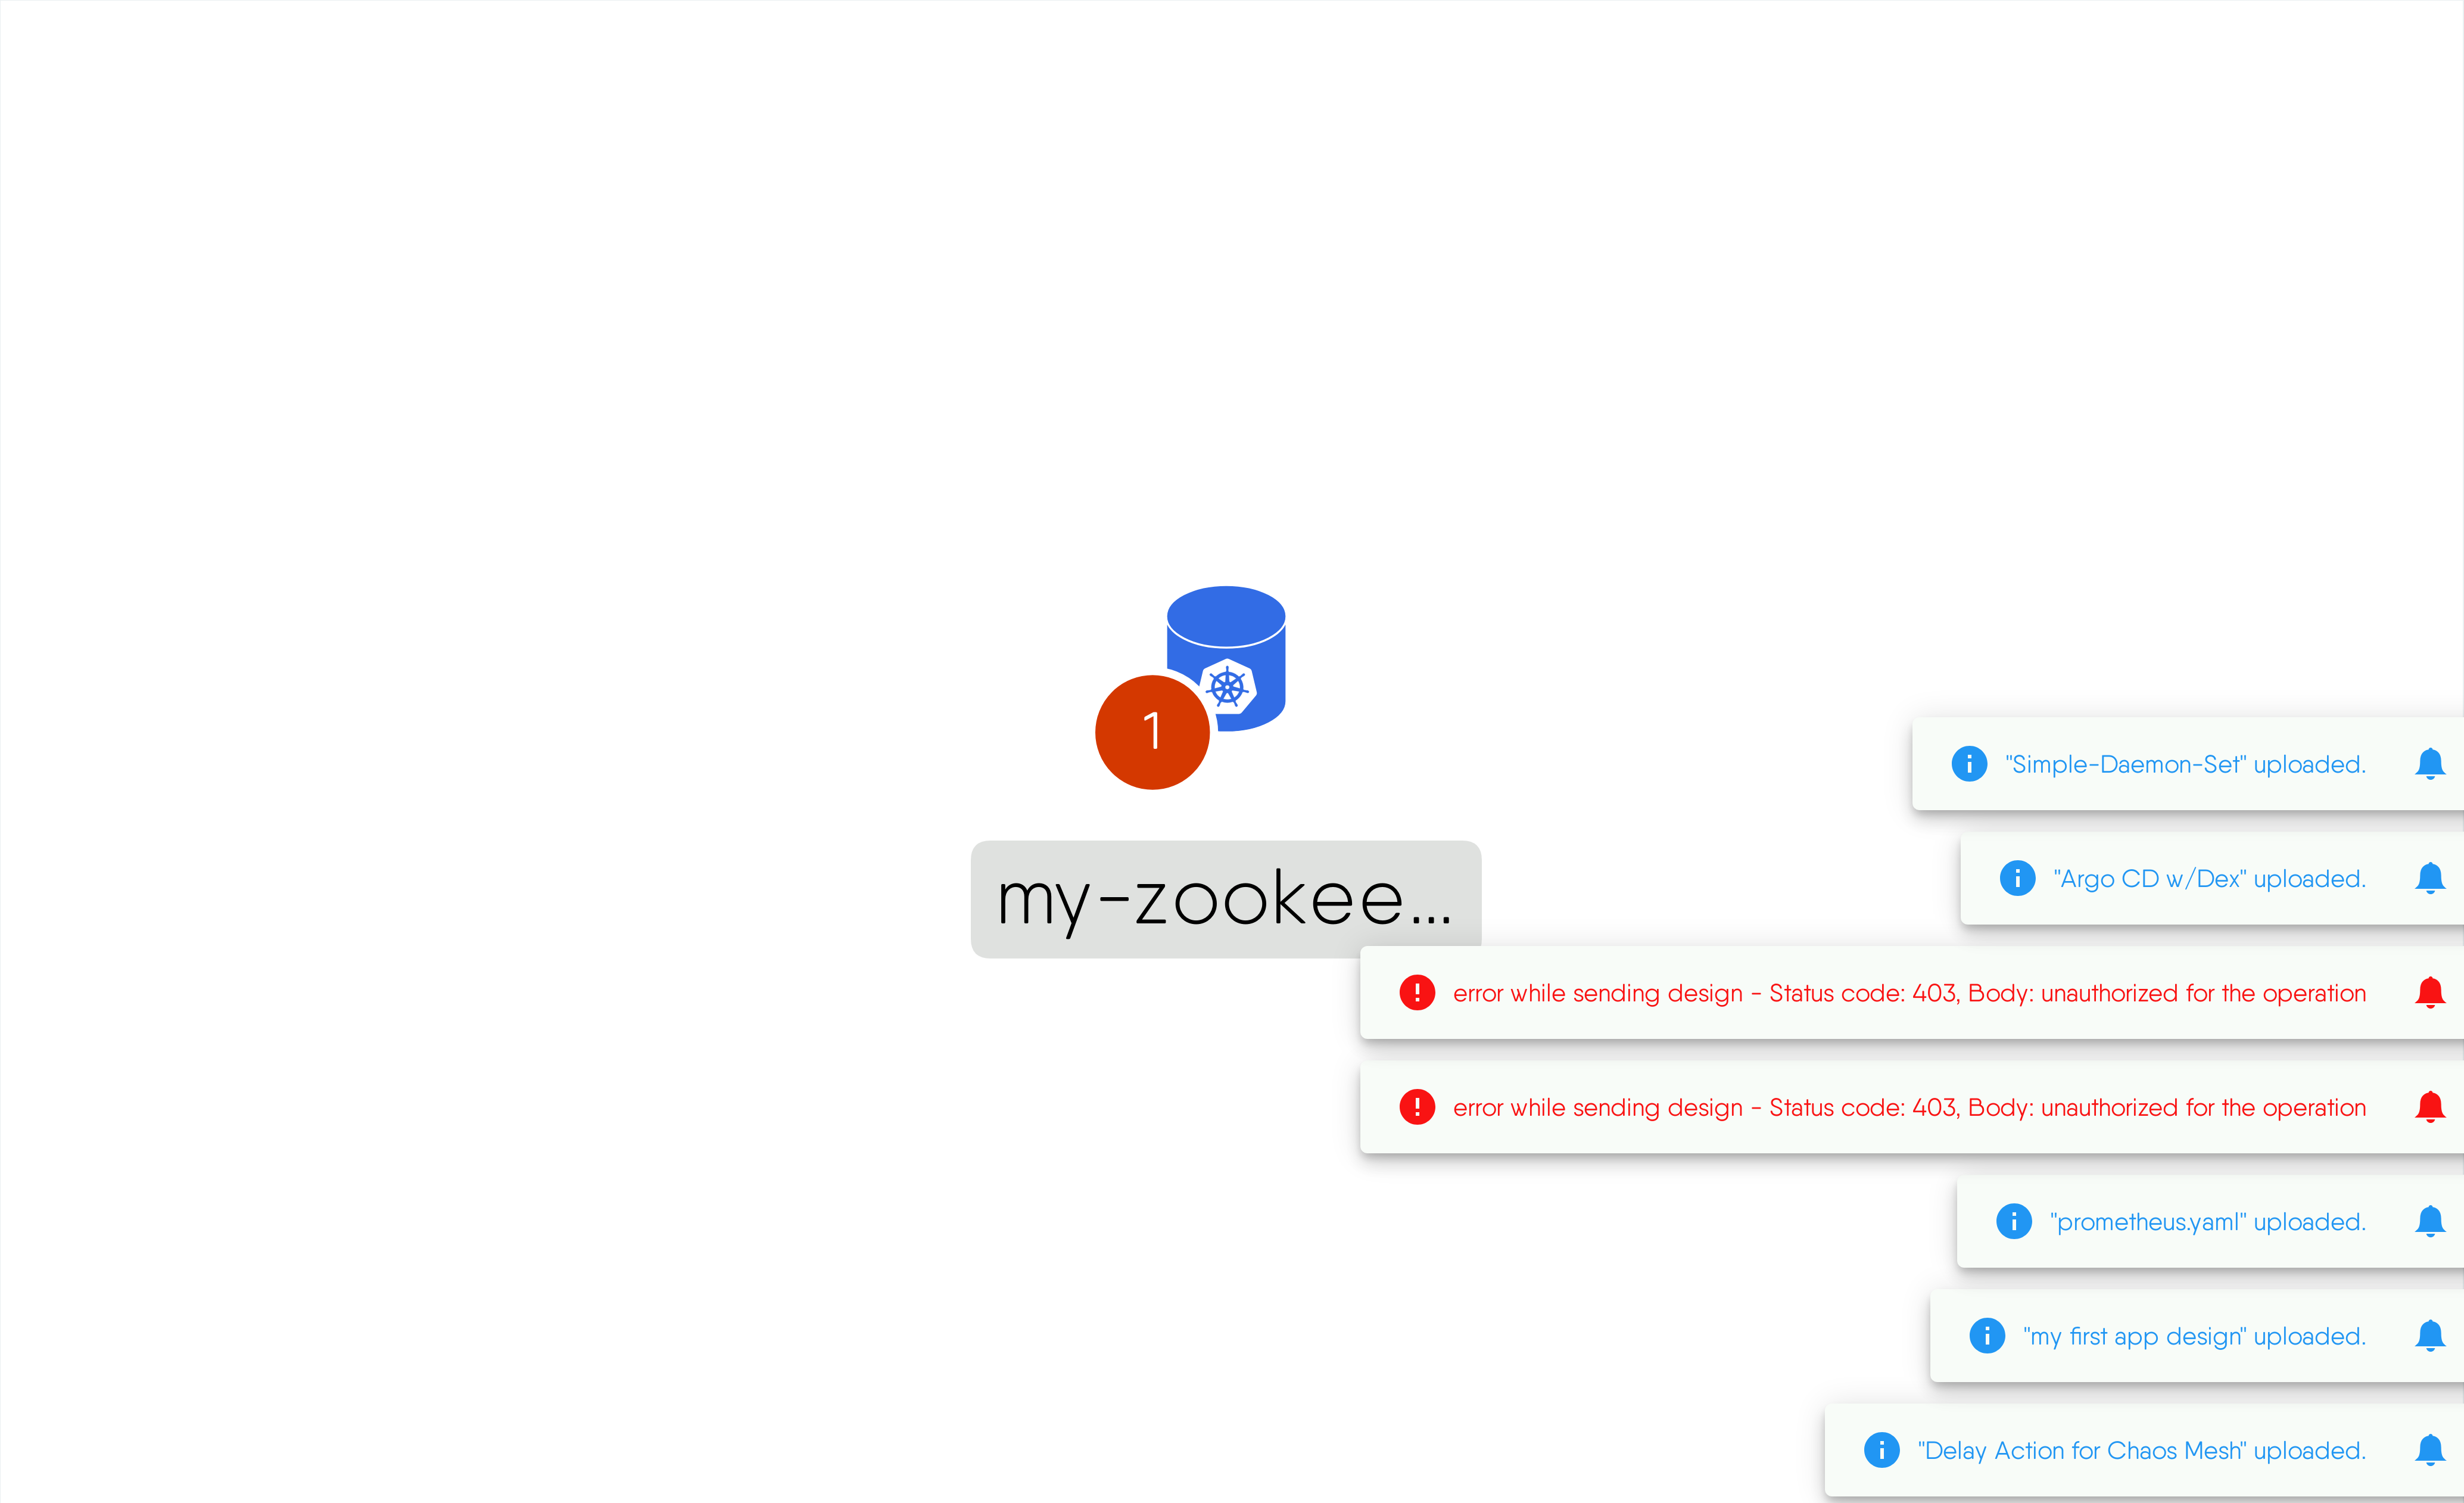 1
my-zookee...
"Simple-Daemon-Set" uploaded.
"Argo CD w/Dex" uploaded.
error while sending design - Status code: 403, Body: unauthorized for the operation
error while sending design - Status code: 403, Body: unauthorized for the operation
"prometheus.yaml" uploaded.
"my first app design" uploaded.
"Delay Action for Chaos Mesh" uploaded.